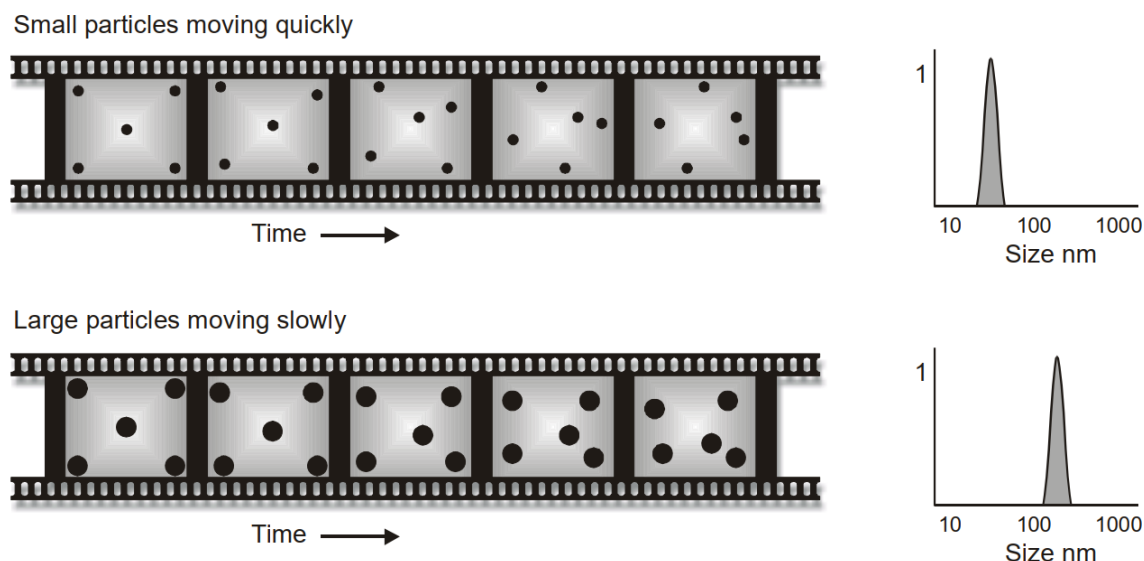 Small particles moving quickly
1
10 100 1000
Size nm
Time
Large particles moving slowly
1
10 100 1000
Size nm
Time